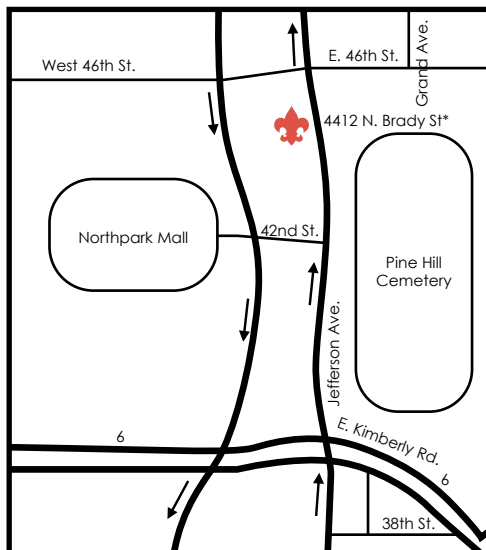 West 46th St.
E. 46th St.
Grand Ave.
4412 N. Brady St*
Northpark Mall
42nd St.
Pine Hill
Cemetery
Jefferson Ave.
6
E. Kimberly Rd.
6
38th St.